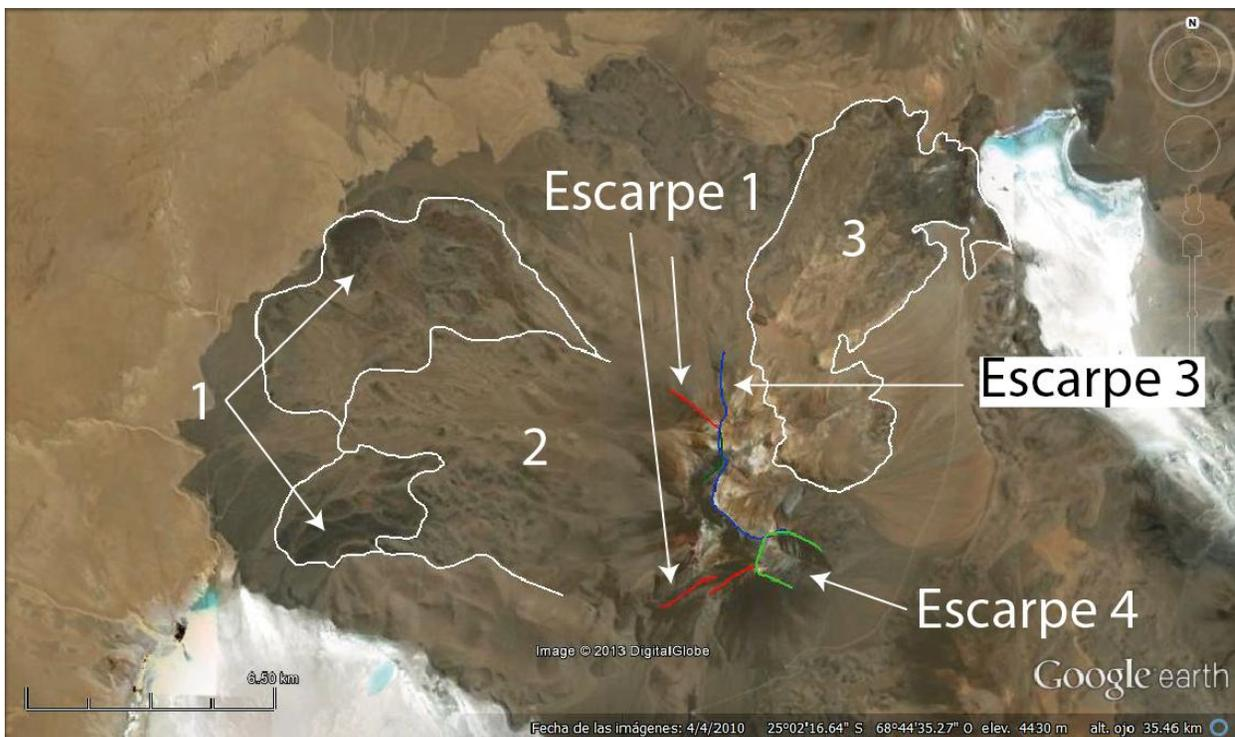 N
Escarpe 1
3
Escarpe 3
1
2
Escarpe 4
Image © 2013 DigitalGlobe
6.50 km
Google earth
Fecha de las imágenes: 4/4/2010 25°02'16.64" S 68°44'35.27" O elev. 4430 m alt. ojo 35.46 km